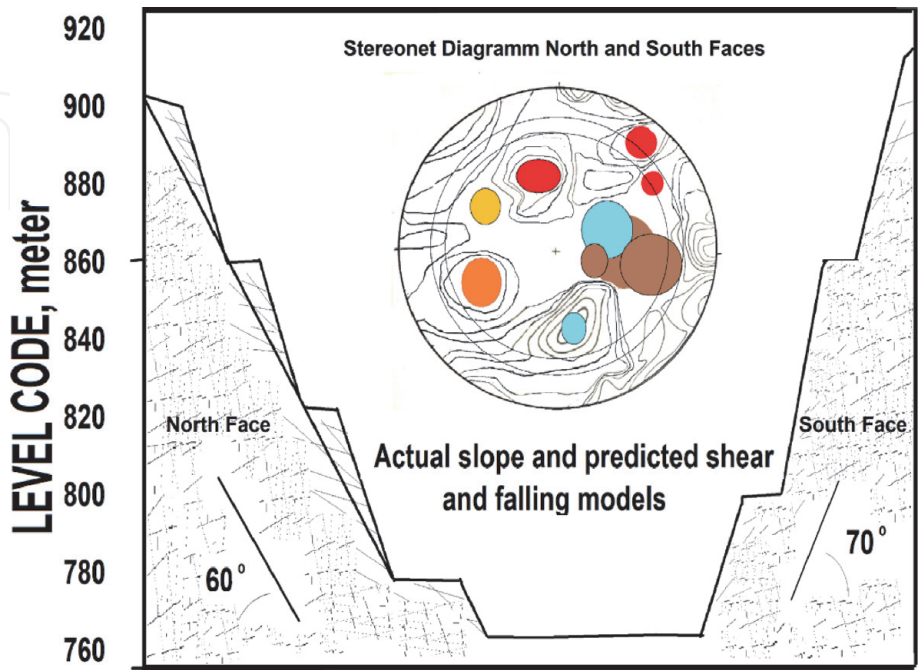 920
Stereonet Diagramm North and South Faces
900
880
860
840
820
800
780
760
LEVEL CODE, meter
North Face
South Face
Actual slope and predicted shear
and falling models
60°
70°